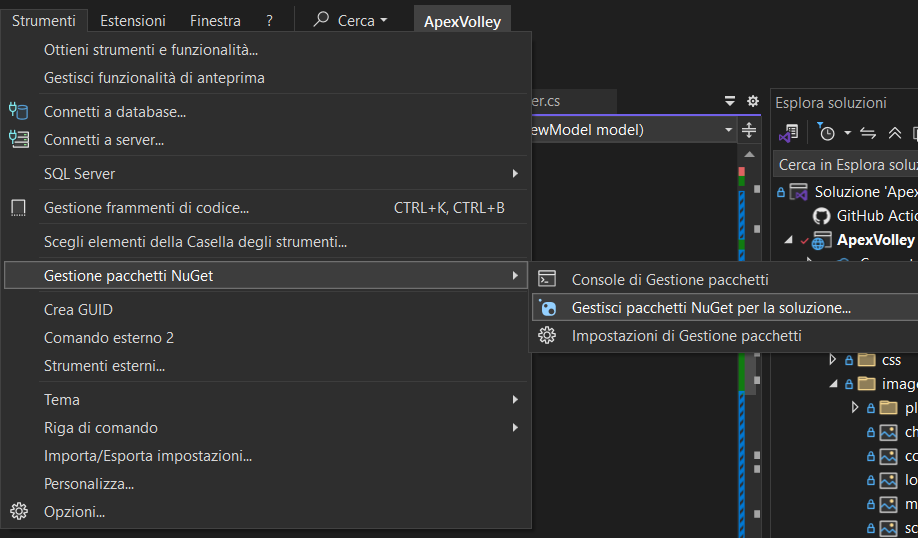 Strumenti Estensioni Finestra ? Cerca ApexVolley
Ottieni strumenti e funzionalità...
Gestisci funzionalità di anteprima
Connetti a database...
Connetti a server...
SQL Server
Gestione frammenti di codice... CTRL+K, CTRL+B
Scegli elementi della Casella degli strumenti...
Gestione pacchetti NuGet
Crea GUID
Comando esterno 2
Strumenti esterni...
Tema
Riga di comando
Importa/Esporta impostazioni...
Personalizza...
Opzioni...
Console di Gestione pacchetti
Gestisci pacchetti NuGet per la soluzione...
Impostazioni di Gestione pacchetti
er.cs
ewModel model)
Esplora soluzioni
Cerca in Esplora solu
Soluzione 'Apex
GitHub Actio
ApexVolley
css
image
pl
ch
co
lo
m
sc